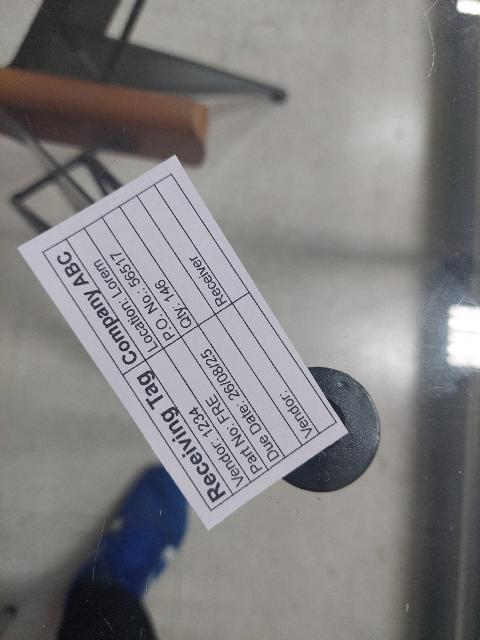 Receiving Tag Company ABC
Vendor: 1234 Location: Lorem
Part No: FRE P.O. No.: 56517
Due Date: 26/08/25 Qty: 146
Vendor: Receiver